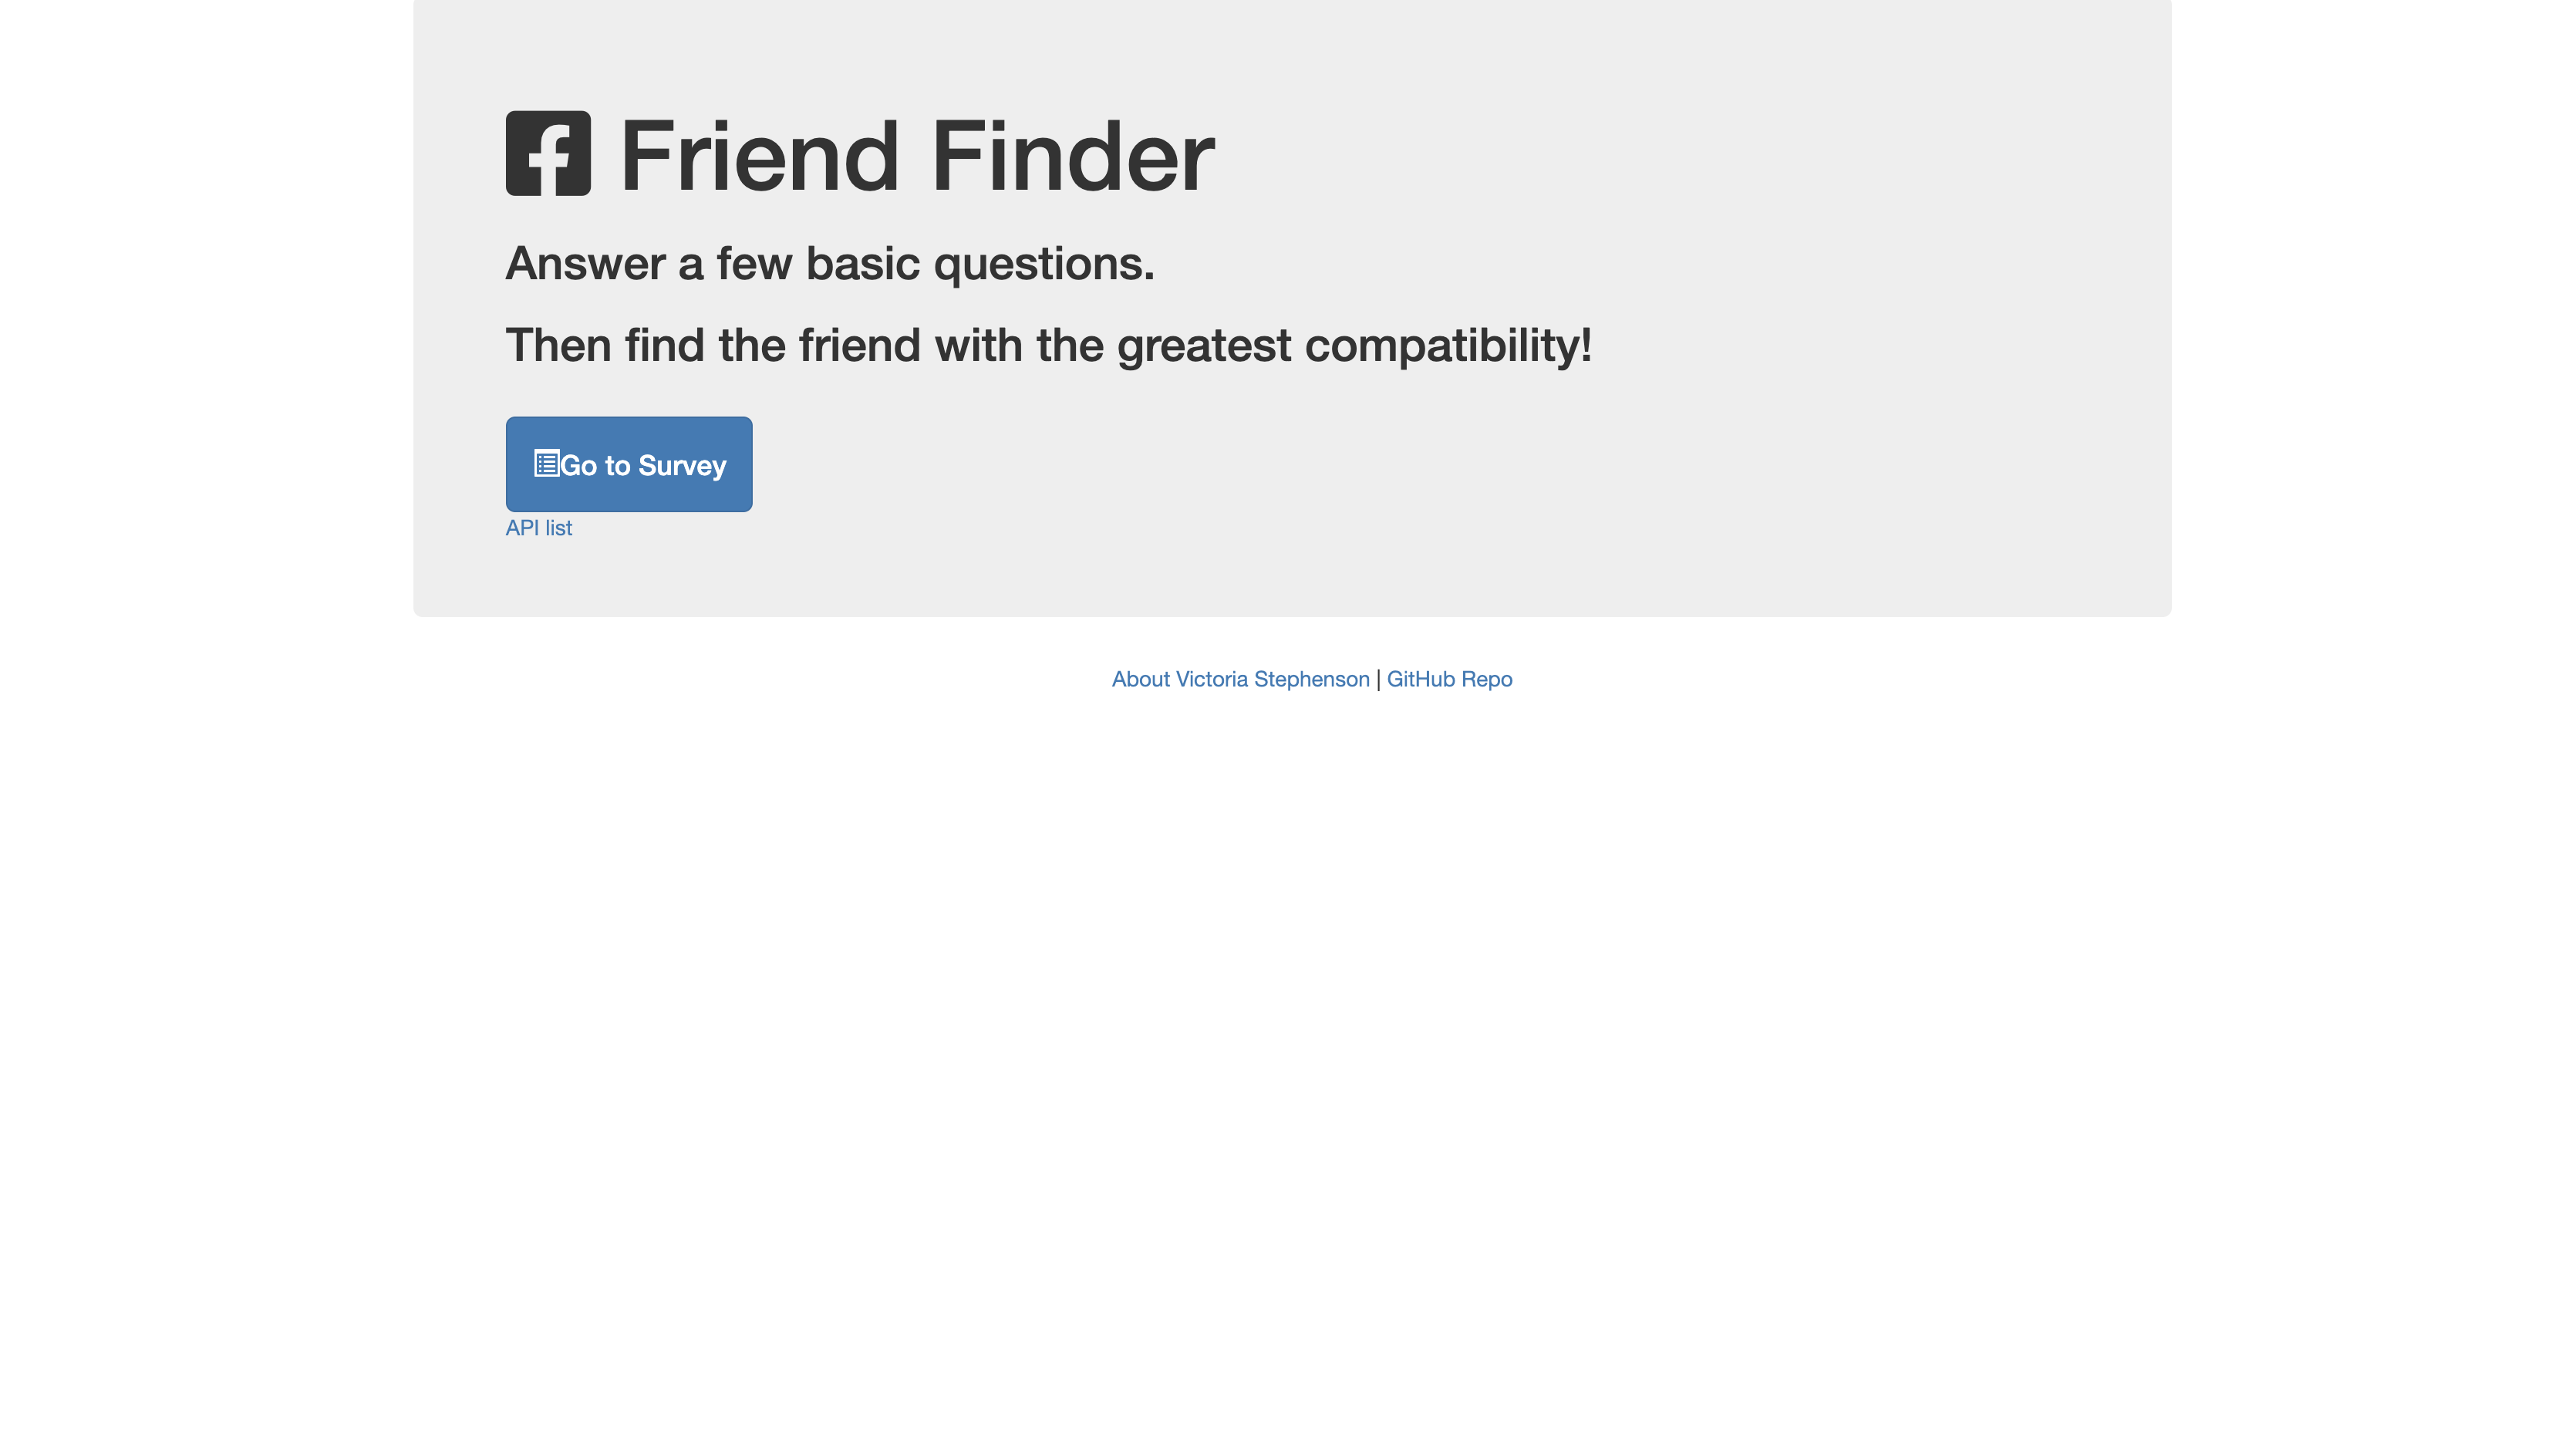 Friend Finder
Answer a few basic questions.
Then find the friend with the greatest compatibility!
Go to Survey
API list
About Victoria Stephenson | GitHub Repo